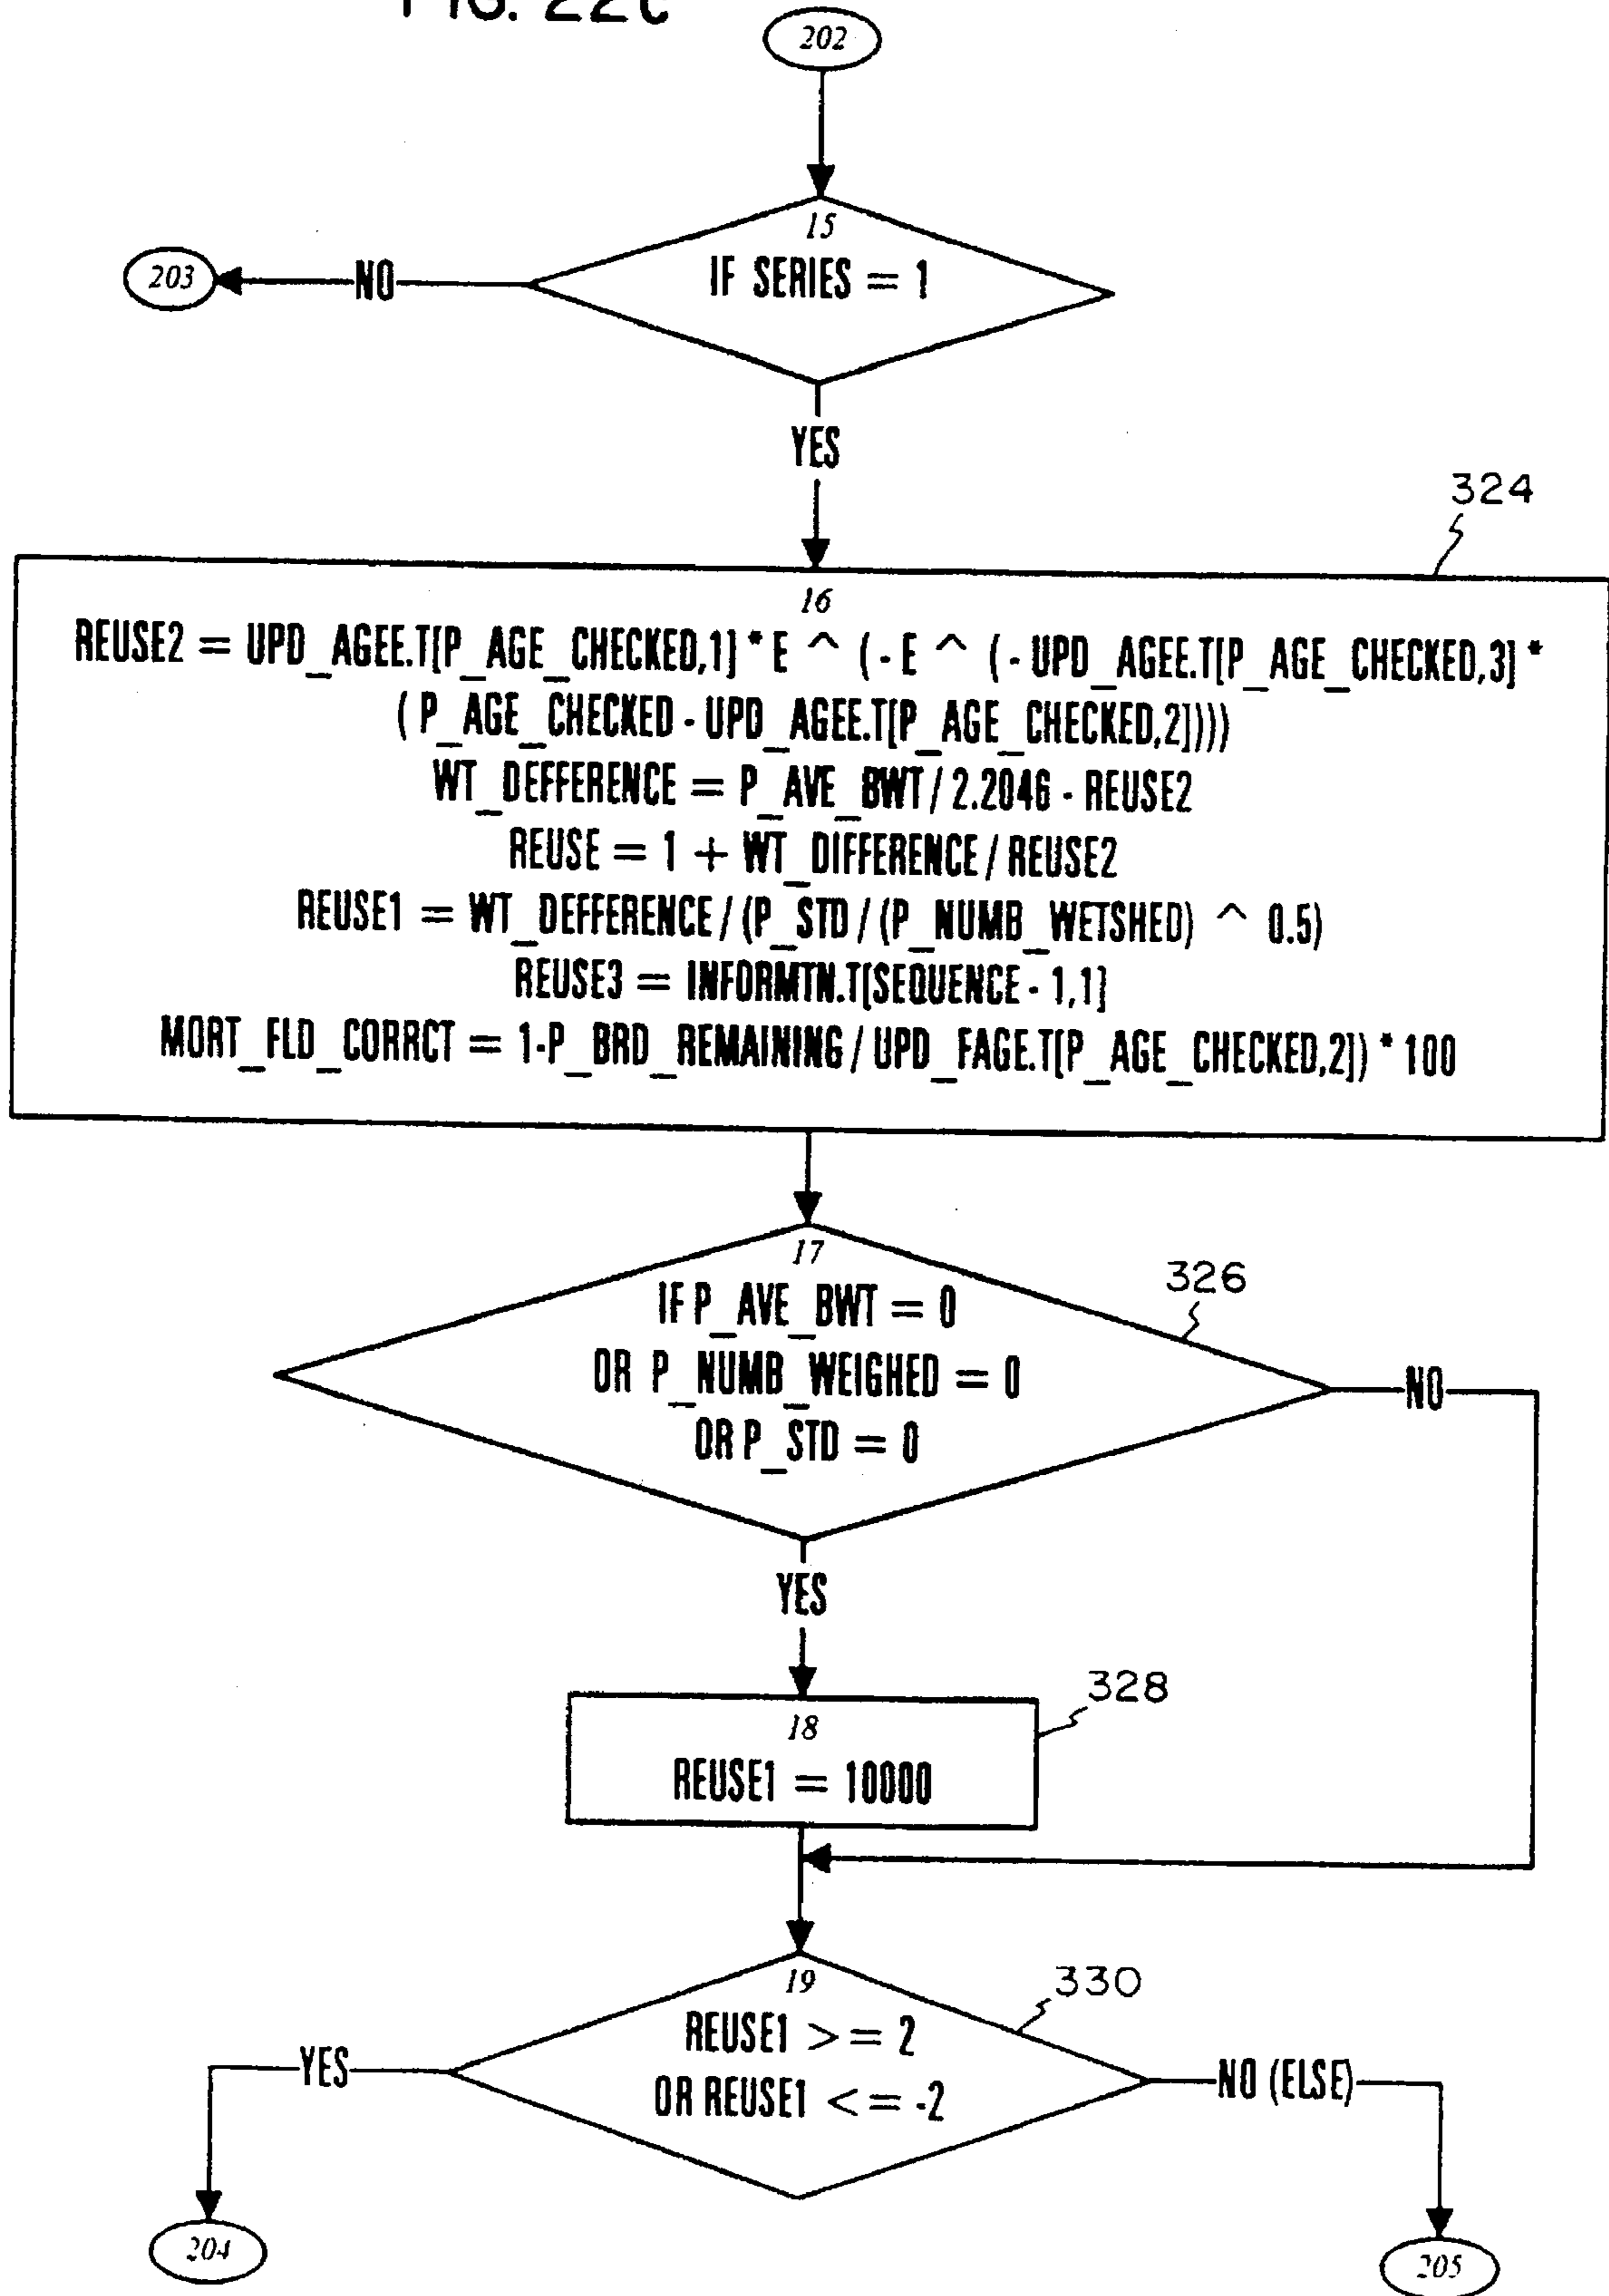 FIG. 22c
202
15
IF SERIES = 1
NO
203
YES
324
16
REUSE2 = UPD_AGEE.T[P_AGE_CHECKED,1] * E ^ (- E ^ (- UPD_AGEE.T[P_AGE_CHECKED,3] *
( P_AGE_CHECKED - UPD_AGEE.T[P_AGE_CHECKED,2])))
WT_DEFFERENCE = P_AVE_BWT / 2.2046 - REUSE2
REUSE = 1 + WT_DIFFERENCE / REUSE2
REUSE1 = WT_DEFFERENCE / (P_STD / (P_NUMB_WETSHED) ^ 0.5)
REUSE3 = INFORMTN.T[SEQUENCE - 1,1]
MORT_FLD_CORRCT = 1-P_BRD_REMAINING / UPD_FAGE.T[P_AGE_CHECKED,2]) * 100
17
326
IF P_AVE_BWT = 0
OR P_NUMB_WEIGHED = 0
OR P_STD = 0
NO
YES
328
18
REUSE1 = 10000
19
330
REUSE1 > = 2
OR REUSE1 < = -2
YES
NO (ELSE)
204
205